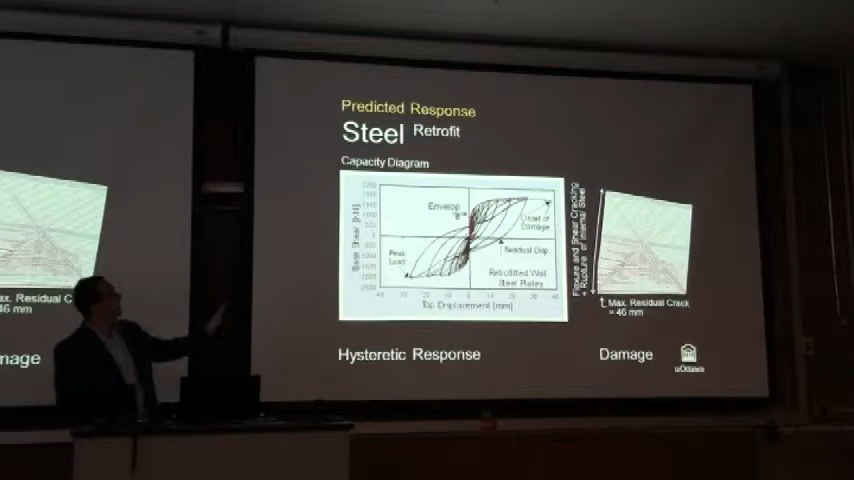 Predicted Response
Steel Retrofit
Capacity Diagram
Envelop
Onset of
Damage
Peak
Load
Residual Disp.
Retrofitted Wall
Steel Plates
Base Shear [kN]
Top Displacement [mm]
Flexure and Shear Cracking
+ Rupture of Internal Steel
Max. Residual Crack
= 46 mm
Hysteretic Response
Damage
uOttawa
ax. Residual C
46 mm
mage